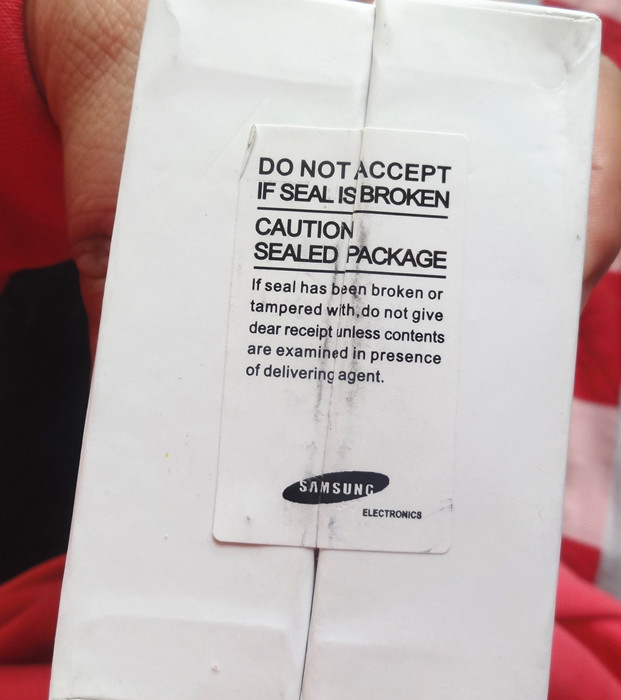 DO NOT ACCEPT
IF SEAL IS BROKEN
CAUTION
SEALED PACKAGE
If seal has been broken or
tampered with,do not give
dear receipt unless contents
are examined in presence
of delivering agent.
SAMSUNG
ELECTRONICS